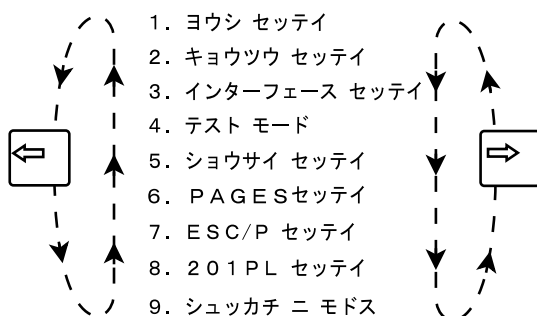 １．ヨウシ セッテイ
２．キョウツウ セッテイ
３．インターフェース セッテイ
４．テスト モード
５．ショウサイ セッテイ
６．ＰＡＧＥＳセッテイ
７．ＥＳＣ/Ｐ セッテイ
８．２０１ＰＬ セッテイ
９．シュッカチ ニ モドス